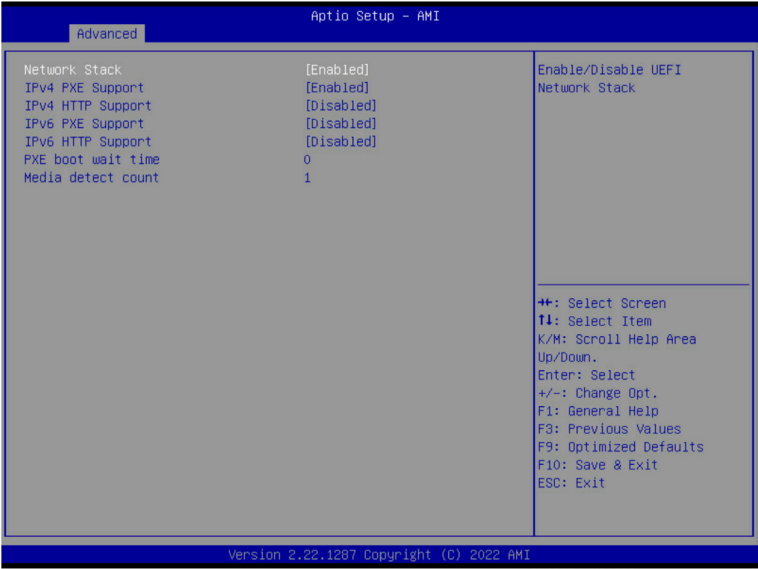 Aptio Setup – AMI
Advanced
Network Stack [Enabled]
IPv4 PXE Support [Enabled]
IPv4 HTTP Support [Disabled]
IPv6 PXE Support [Disabled]
IPv6 HTTP Support [Disabled]
PXE boot wait time 0
Media detect count 1
Enable/Disable UEFI
Network Stack
→←: Select Screen
↑↓: Select Item
K/M: Scroll Help Area
Up/Down.
Enter: Select
+/-: Change Opt.
F1: General Help
F3: Previous Values
F9: Optimized Defaults
F10: Save & Exit
ESC: Exit
Version 2.22.1287 Copyright (C) 2022 AMI